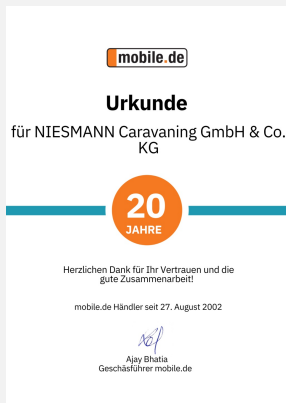 mobile.de
Urkunde
für NIESMANN Caravaning GmbH & Co.
KG
20
JAHRE
Herzlichen Dank für Ihr Vertrauen und die
gute Zusammenarbeit!
mobile.de Händler seit 27. August 2002
Ajay Bhatia
Geschäsführer mobile.de